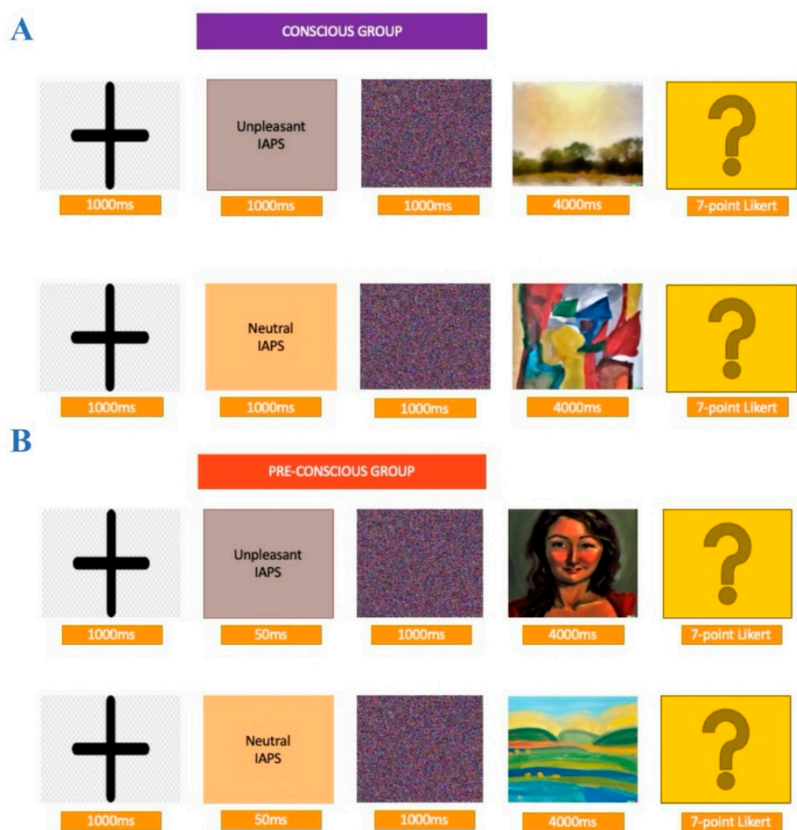 A
CONSCIOUS GROUP
Unpleasant
IAPS
1000ms
1000ms
1000ms
4000ms
7-point Likert
Neutral
IAPS
1000ms
1000ms
1000ms
4000ms
7-point Likert
B
PRE-CONSCIOUS GROUP
Unpleasant
IAPS
1000ms
50ms
1000ms
4000ms
7-point Likert
Neutral
IAPS
1000ms
50ms
1000ms
4000ms
7-point Likert